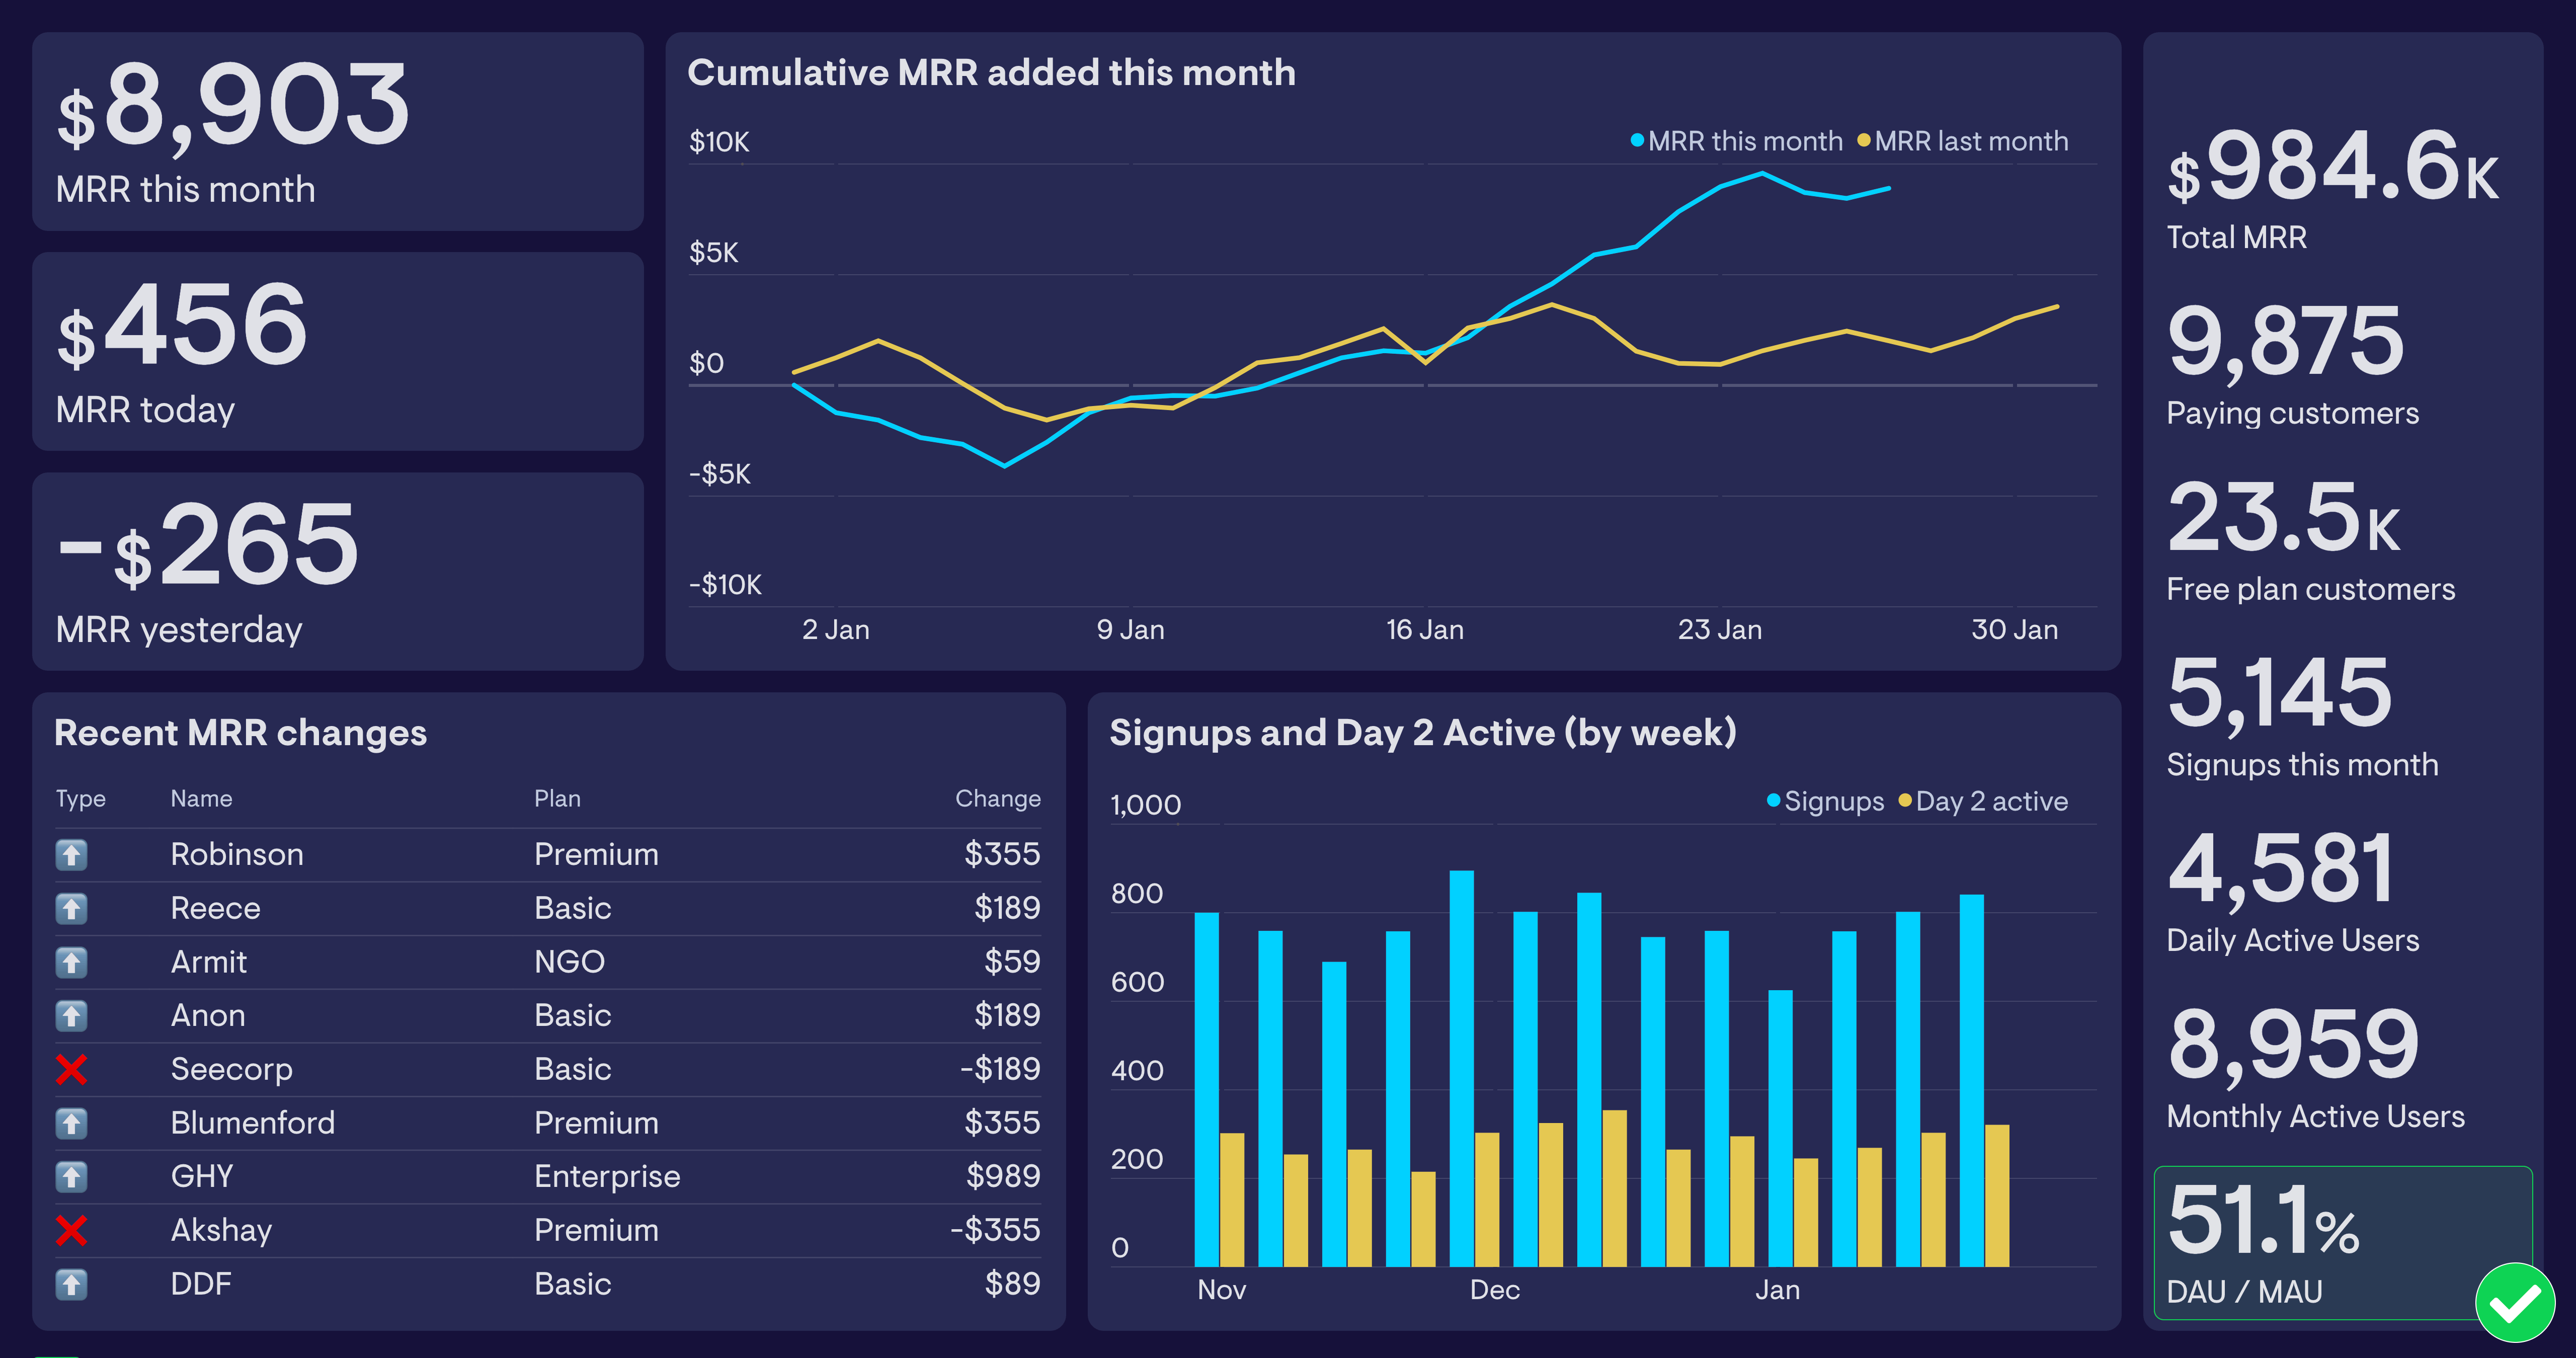 $8,903
MRR this month
$456
MRR today
-$265
MRR yesterday
Cumulative MRR added this month
MRR this month MRR last month
$10K
$5K
$0
-$5K
-$10K
2 Jan 9 Jan 16 Jan 23 Jan 30 Jan
Recent MRR changes
Type Name Plan Change
Robinson Premium $355
Reece Basic $189
Armit NGO $59
Anon Basic $189
Seecorp Basic -$189
Blumenford Premium $355
GHY Enterprise $989
Akshay Premium -$355
DDF Basic $89
Signups and Day 2 Active (by week)
Signups Day 2 active
1,000
800
600
400
200
0
Nov Dec Jan
$984.6K
Total MRR
9,875
Paying customers
23.5K
Free plan customers
5,145
Signups this month
4,581
Daily Active Users
8,959
Monthly Active Users
51.1%
DAU / MAU